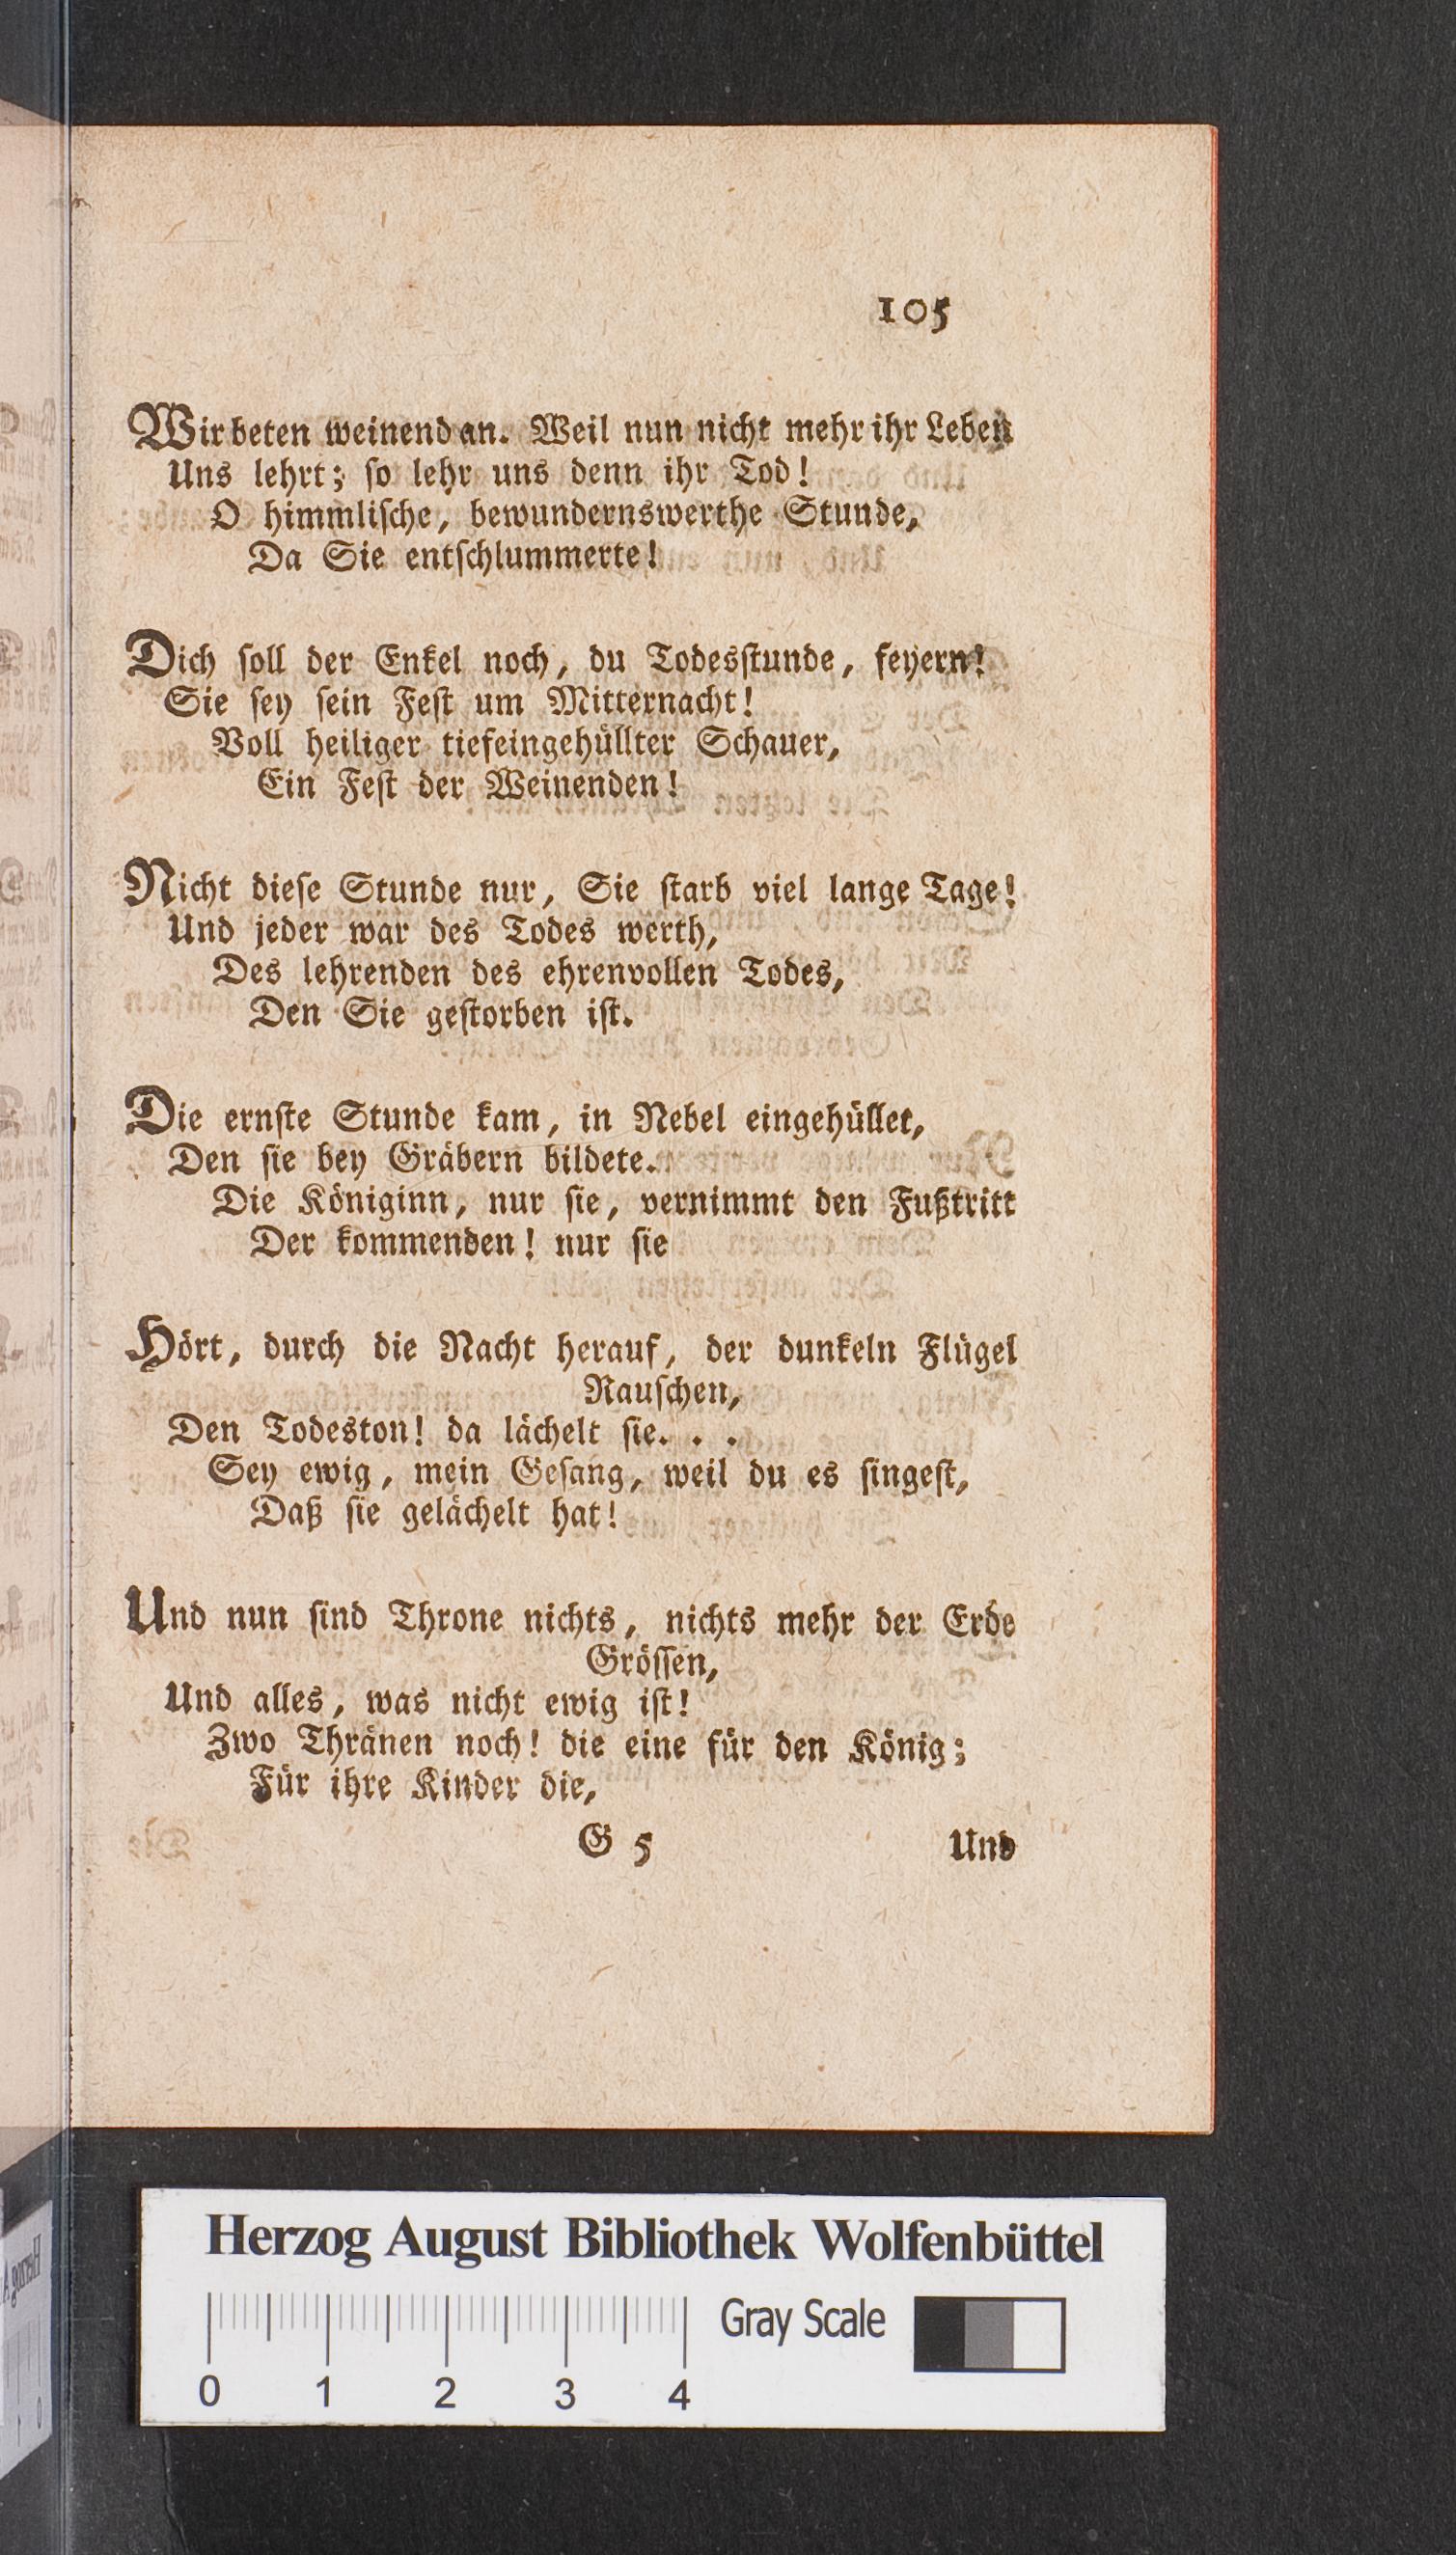 105
Wir beten weinend an. Weil nun nicht mehr ihr Leben
Uns lehrt; ſo lehr uns denn ihr Tod!
O himmliſche, bewundernswerthe Stunde,
Da Sie entſchlummerte!
Dich ſoll der Enkel noch, du Todesſtunde, feyern!
Sie ſey ſein Feſt um Mitternacht!
Voll heiliger tiefeingehüllter Schauer,
Ein Feſt der Weinenden!
Nicht dieſe Stunde nur, Sie ſtarb viel lange Tage!
Und jeder war des Todes werth,
Des lehrenden des ehrenvollen Todes,
Den Sie geſtorben iſt.
Die ernſte Stunde kam, in Nebel eingehüllet,
Den ſie bey Gräbern bildete.
Die Königinn, nur ſie, vernimmt den Fußtritt
Der kommenden! nur ſie
Hört, durch die Nacht herauf, der dunkeln Flügel
Rauſchen,
Den Todeston! da lächelt ſie. . .
Sey ewig, mein Geſang, weil du es ſingeſt,
Daß ſie gelächelt hat!
Und nun ſind Throne nichts, nichts mehr der Erde
Gröſſen,
Und alles, was nicht ewig iſt!
Zwo Thränen noch! die eine für den König;
Für ihre Kinder die,
G 5 Und
Herzog August Bibliothek Wolfenbüttel
Gray Scale
0 1 2 3 4